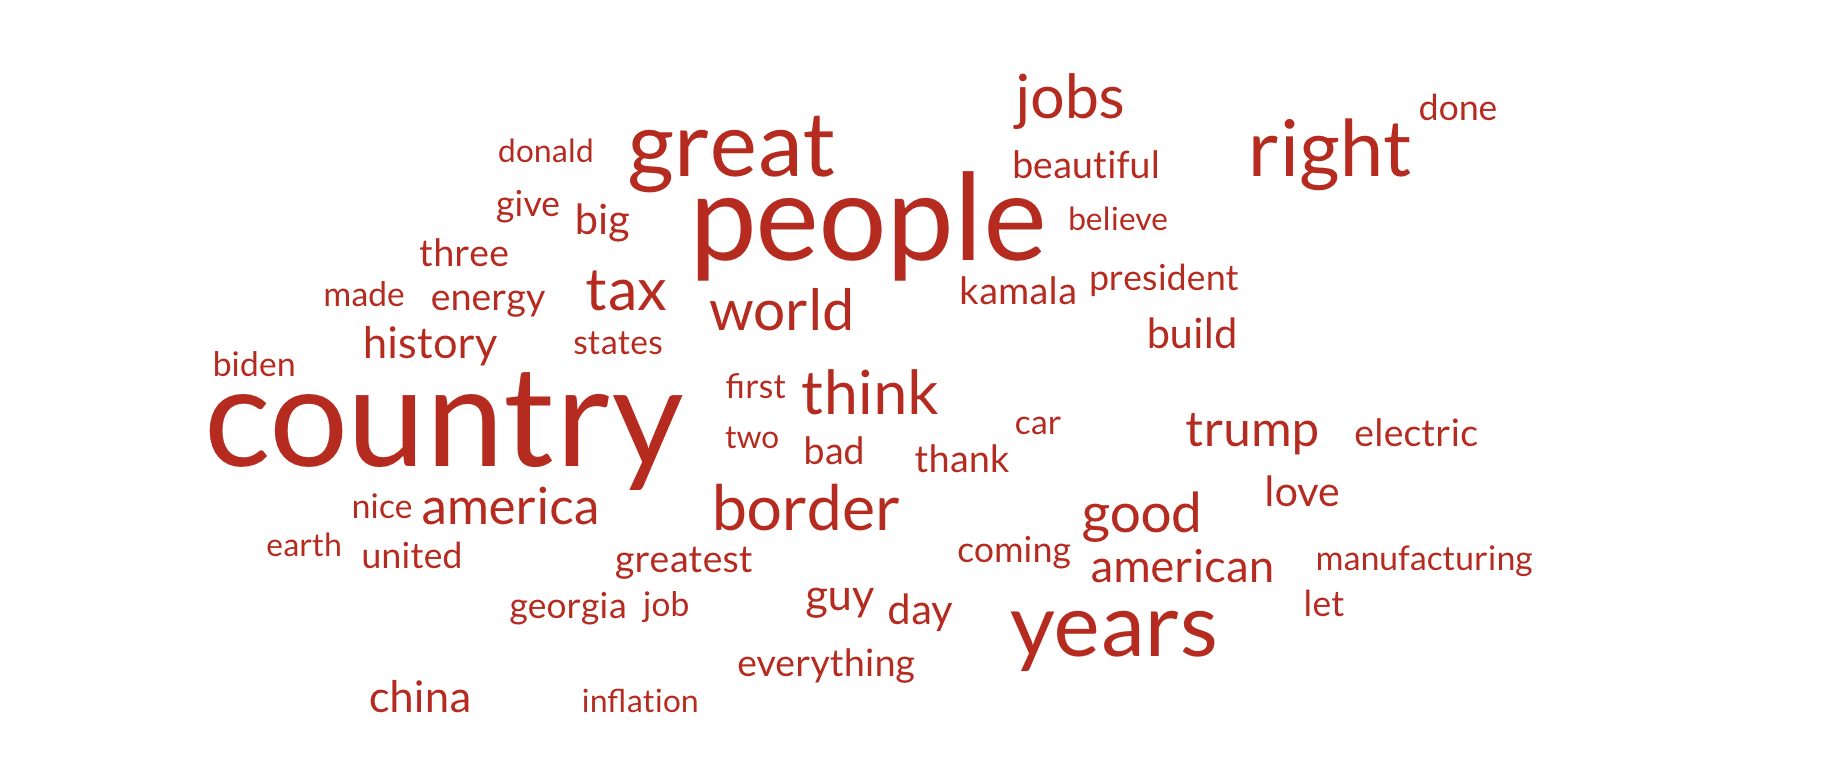 jobs
done
great
right
donald
beautiful
give
big
people
believe
three
made
energy
tax
world
kamala
president
history
states
build
biden
country
first
think
two
bad
thank
car
trump
electric
nice
america
border
good
love
earth
united
greatest
coming
american
manufacturing
georgia
job
guy
day
years
let
everything
china
inflation